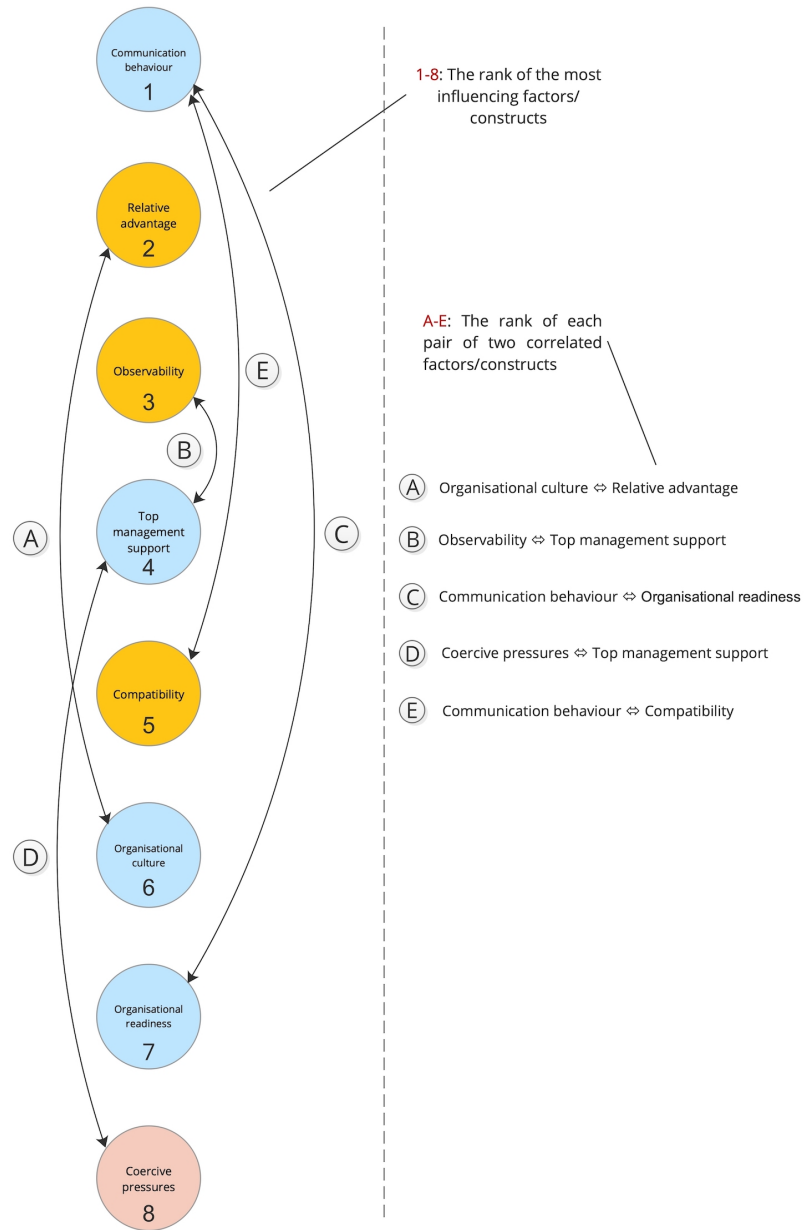 Communication
behaviour
1
Relative
advantage
2
Observability
3
Top
management
support
4
Compatibility
5
Organisational
culture
6
Organisational
readiness
7
Coercive
pressures
8
A
B
C
D
E
1-8: The rank of the most
influencing factors/
constructs
A-E: The rank of each
pair of two correlated
factors/constructs
A Organisational culture ⇔ Relative advantage
B Observability ⇔ Top management support
C Communication behaviour ⇔ Organisational readiness
D Coercive pressures ⇔ Top management support
E Communication behaviour ⇔ Compatibility